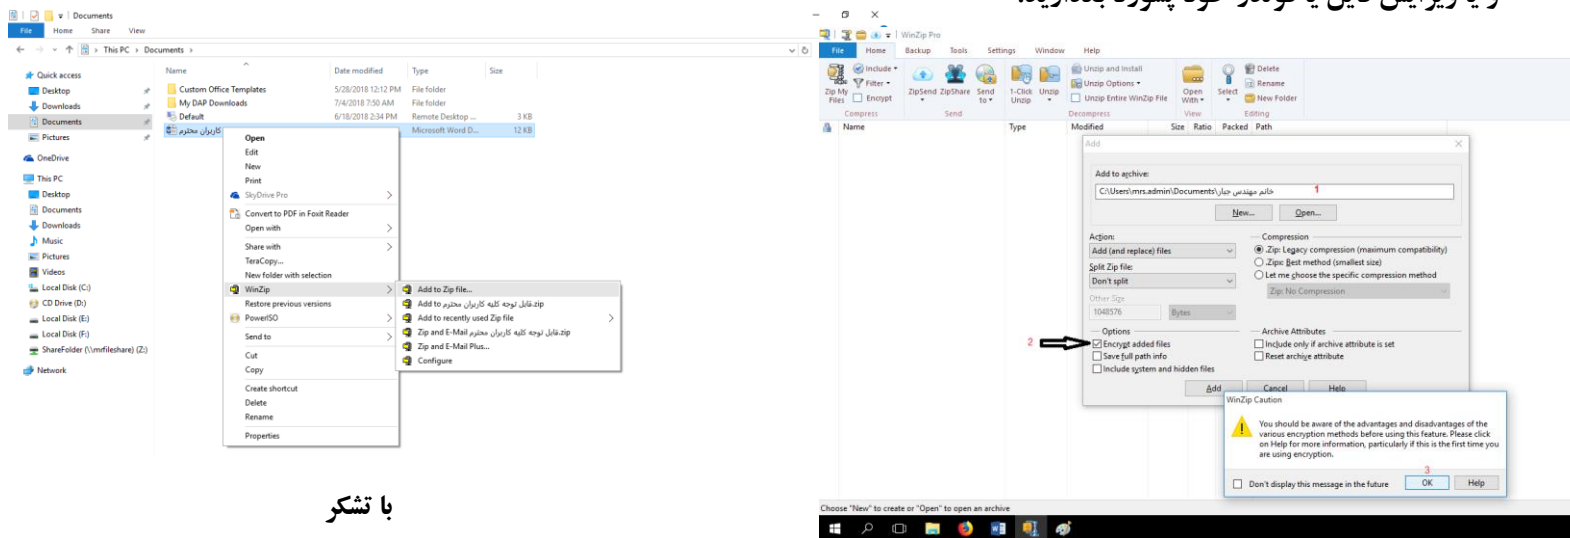 و یا ویرایش فایل یا فولدر خود پسورد بگذارید.
Documents
File Home Share View
This PC > Documents >
Name Date modified Type Size
Quick access
Desktop
Downloads
Documents
Pictures
OneDrive
This PC
Desktop
Documents
Downloads
Music
Pictures
Videos
Local Disk (C:)
CD Drive (D:)
Local Disk (E:)
Local Disk (F:)
ShareFolder (\\mrfileshare) (Z:)
Network
Custom Office Templates 5/28/2018 12:12 PM File folder
My DAP Downloads 7/4/2018 7:50 AM File folder
Default 6/18/2018 2:34 PM Remote Desktop ... 3 KB
کاربران محترم Microsoft Word D... 12 KB
Open
Edit
New
Print
SkyDrive Pro
Convert to PDF in Foxit Reader
Open with
Share with
TeraCopy...
New folder with selection
WinZip
Restore previous versions
PowerISO
Send to
Cut
Copy
Create shortcut
Delete
Rename
Properties
Add to Zip file...
Add to قابل توجه کلیه کاربران محترم.zip
Add to recently used Zip file
Zip and E-Mail قابل توجه کلیه کاربران محترم.zip
Zip and E-Mail Plus...
Configure
با تشکر
WinZip Pro
File Home Backup Tools Settings Window Help
Zip My Files
Include
Filter
Encrypt
Compress
ZipSend ZipShare Send to
Send
1-Click Unzip
Unzip
Unzip and Install
Unzip Options
Unzip Entire WinZip File
Decompress
Open With
View
Select
Delete
Rename
New Folder
Editing
Name Type Modified Size Ratio Packed Path
Add
Add to archive:
C:\Users\mrs.admin\Documents\خانم مهندس جبار 1
New... Open...
Action:
Add (and replace) files
Split Zip file:
Don't split
Other Size
1048576 Bytes
Compression
.Zip: Legacy compression (maximum compatibility)
.Zipx: Best method (smallest size)
Let me choose the specific compression method
Zip: No Compression
Options
2 Encrypt added files
Save full path info
Include system and hidden files
Archive Attributes
Include only if archive attribute is set
Reset archive attribute
Add Cancel Help
WinZip Caution
You should be aware of the advantages and disadvantages of the
various encryption methods before using this feature. Please click
on Help for more information, particularly if this is the first time you
are using encryption.
3
Don't display this message in the future OK Help
Choose "New" to create or "Open" to open an archive